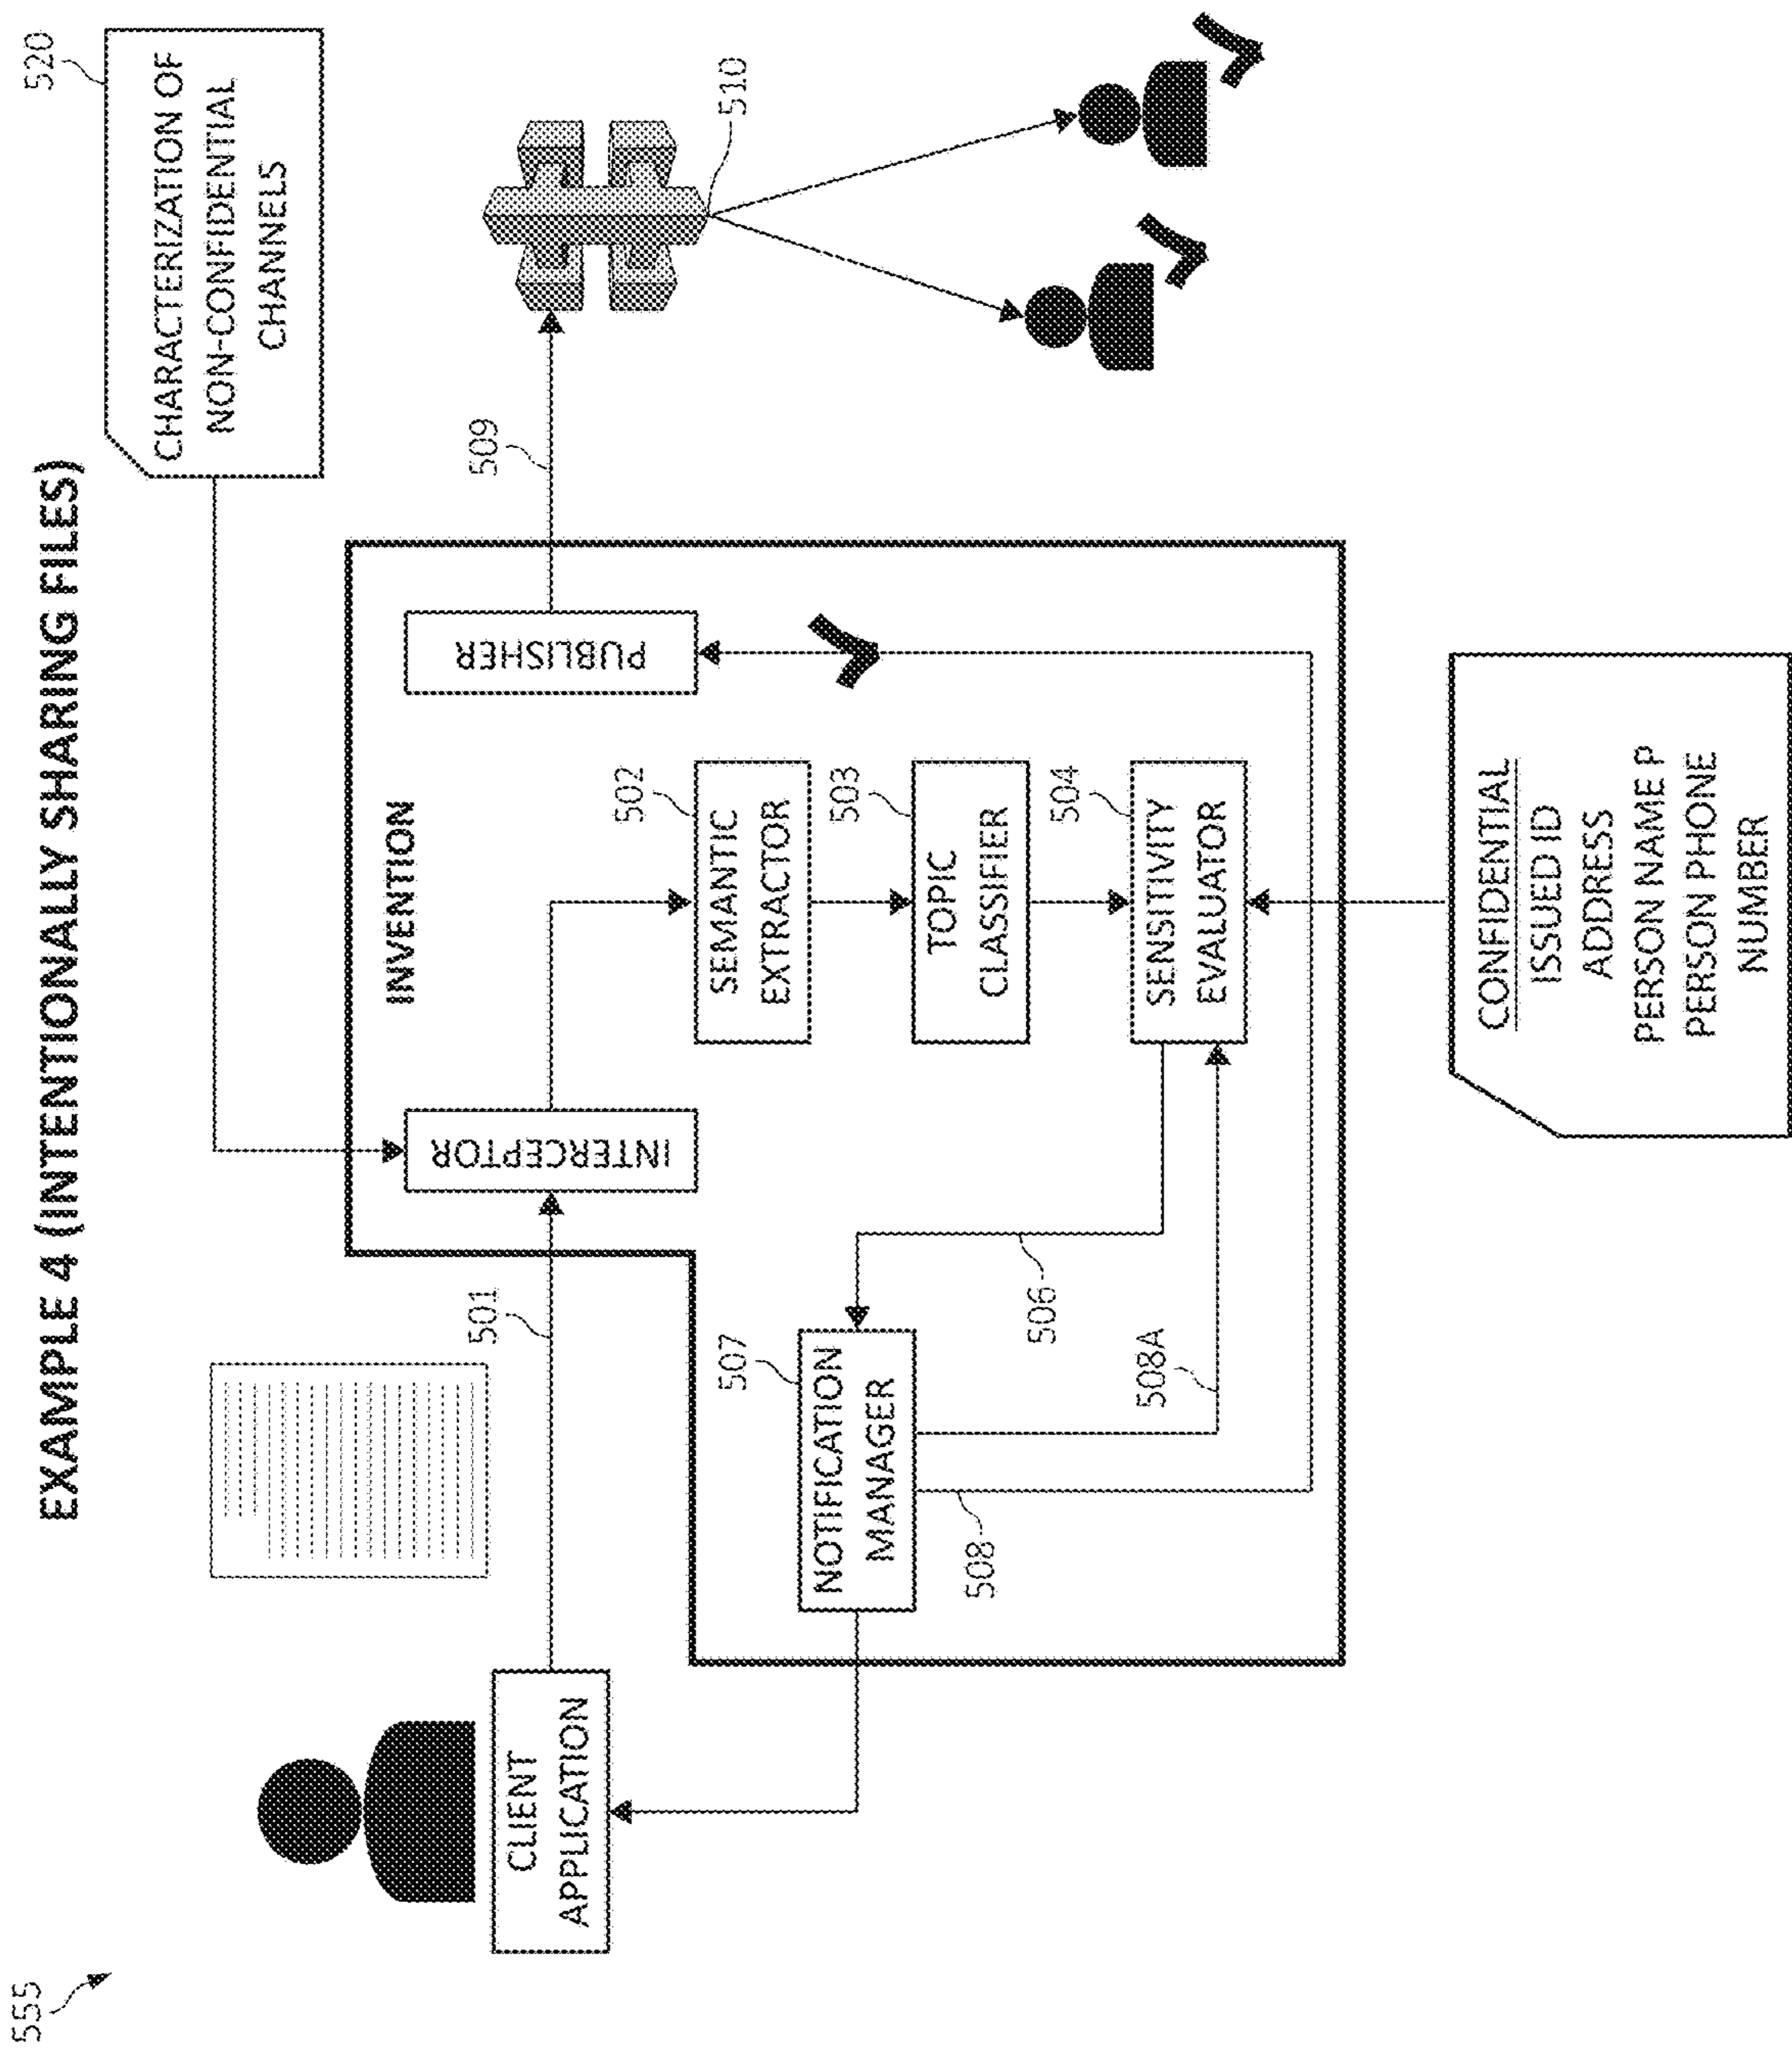 555
EXAMPLE 4 (INTENTIONALLY SHARING FILES)
520
CHARACTERIZATION OF
NON-CONFIDENTIAL
CHANNELS
CLIENT
APPLICATION
501
INVENTION
INTERCEPTOR
PUBLISHER
509
510
502
SEMANTIC
EXTRACTOR
503
TOPIC
CLASSIFIER
504
SENSITIVITY
EVALUATOR
507
NOTIFICATION
MANAGER
506
508A
508
CONFIDENTIAL
ISSUED ID
ADDRESS
PERSON NAME P
PERSON PHONE
NUMBER